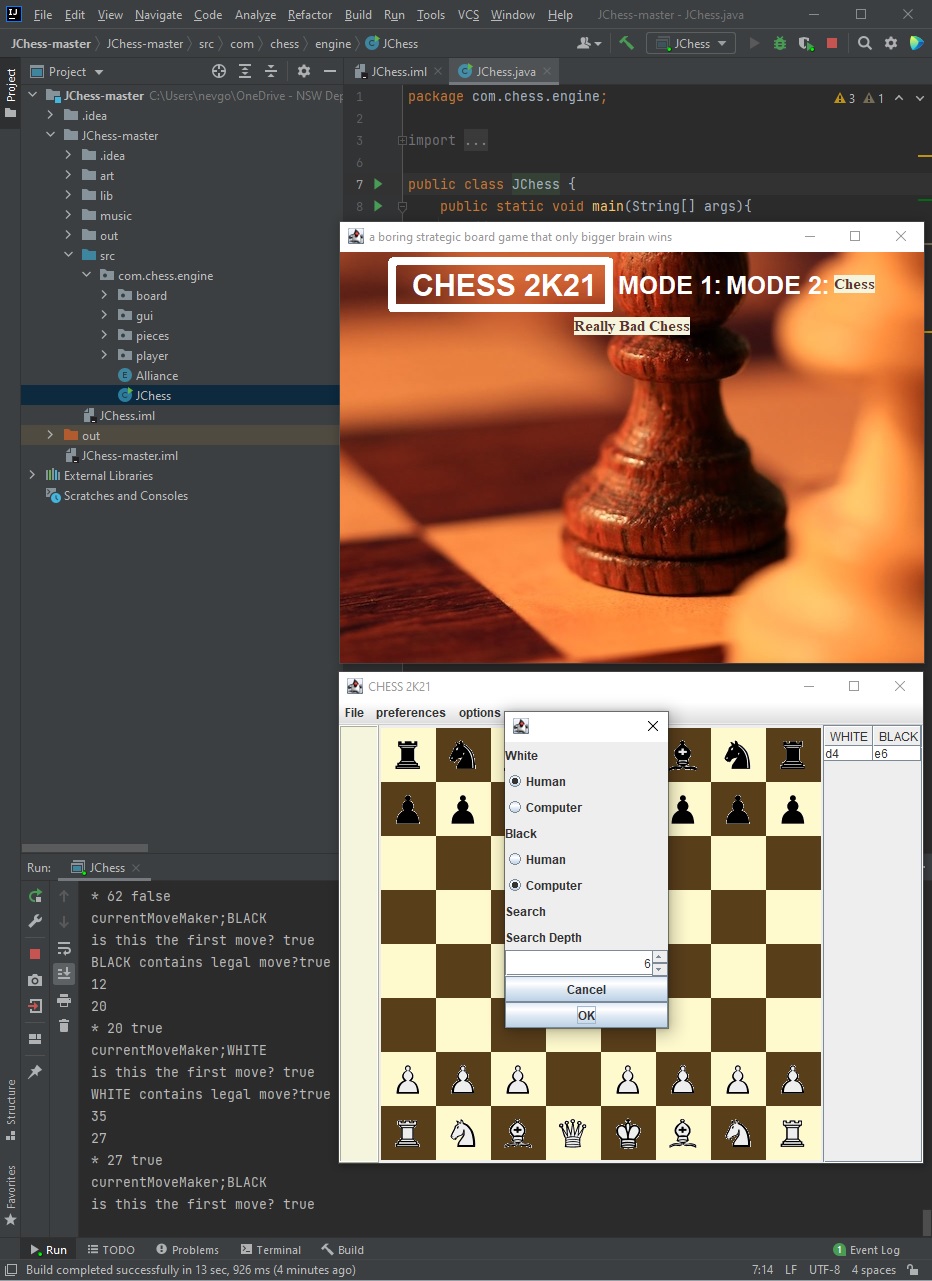 File Edit View Navigate Code Analyze Refactor Build Run Tools VCS Window Help JChess-master - JChess.java
JChess-master JChess-master src com chess engine JChess JChess
Project
Project
JChess.iml JChess.java
JChess-master C:\Users\nevgo\OneDrive - NSW Dep
.idea
JChess-master
.idea
art
lib
music
out
src
com.chess.engine
board
gui
pieces
player
Alliance
JChess
JChess.iml
out
JChess-master.iml
External Libraries
Scratches and Consoles
1 package com.chess.engine; 3 1
2
3 import ...
6
7 public class JChess {
8 public static void main(String[] args){
a boring strategic board game that only bigger brain wins
CHESS 2K21 MODE 1: MODE 2: Chess
Really Bad Chess
CHESS 2K21
File preferences options
WHITE BLACK
d4 e6
White
Human
Computer
Black
Human
Computer
Search
Search Depth
6
Cancel
OK
Run: JChess
* 62 false
currentMoveMaker;BLACK
is this the first move? true
BLACK contains legal move?true
12
20
* 20 true
currentMoveMaker;WHITE
is this the first move? true
WHITE contains legal move?true
35
27
* 27 true
currentMoveMaker;BLACK
is this the first move? true
Structure
Favorites
Run TODO Problems Terminal Build 1 Event Log
Build completed successfully in 13 sec, 926 ms (4 minutes ago) 7:14 LF UTF-8 4 spaces